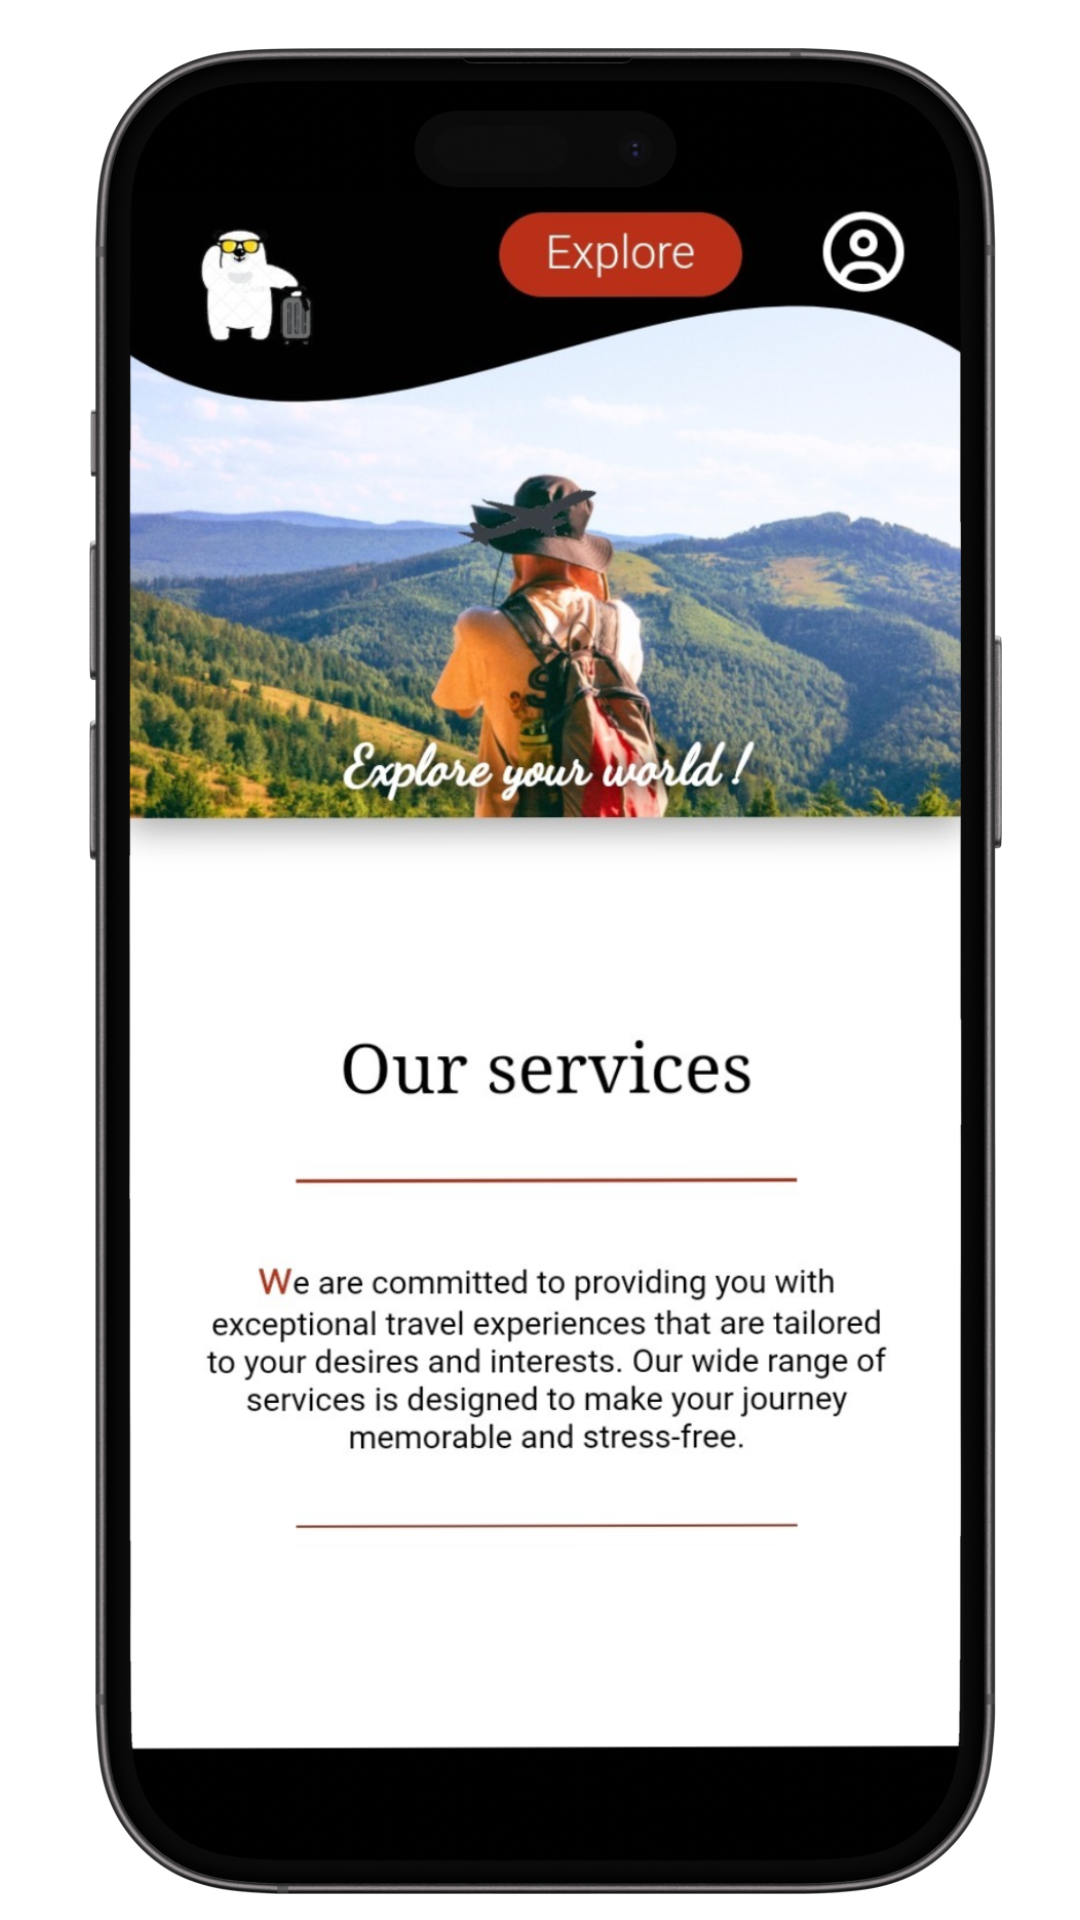 Explore
Explore your world !
Our services
We are committed to providing you with
exceptional travel experiences that are tailored
to your desires and interests. Our wide range of
services is designed to make your journey
memorable and stress-free.